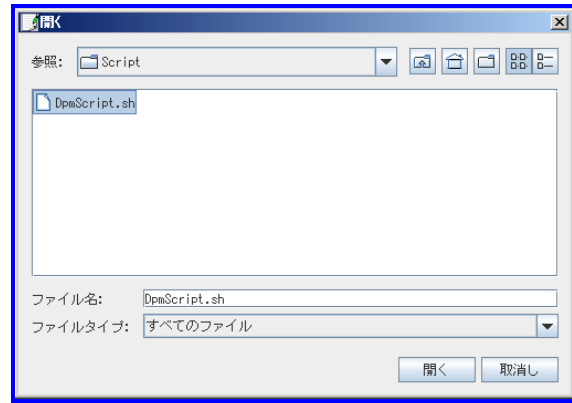 開く
参照: Script
DpmScript.sh
ファイル名: DpmScript.sh
ファイルタイプ: すべてのファイル
開く 取消し